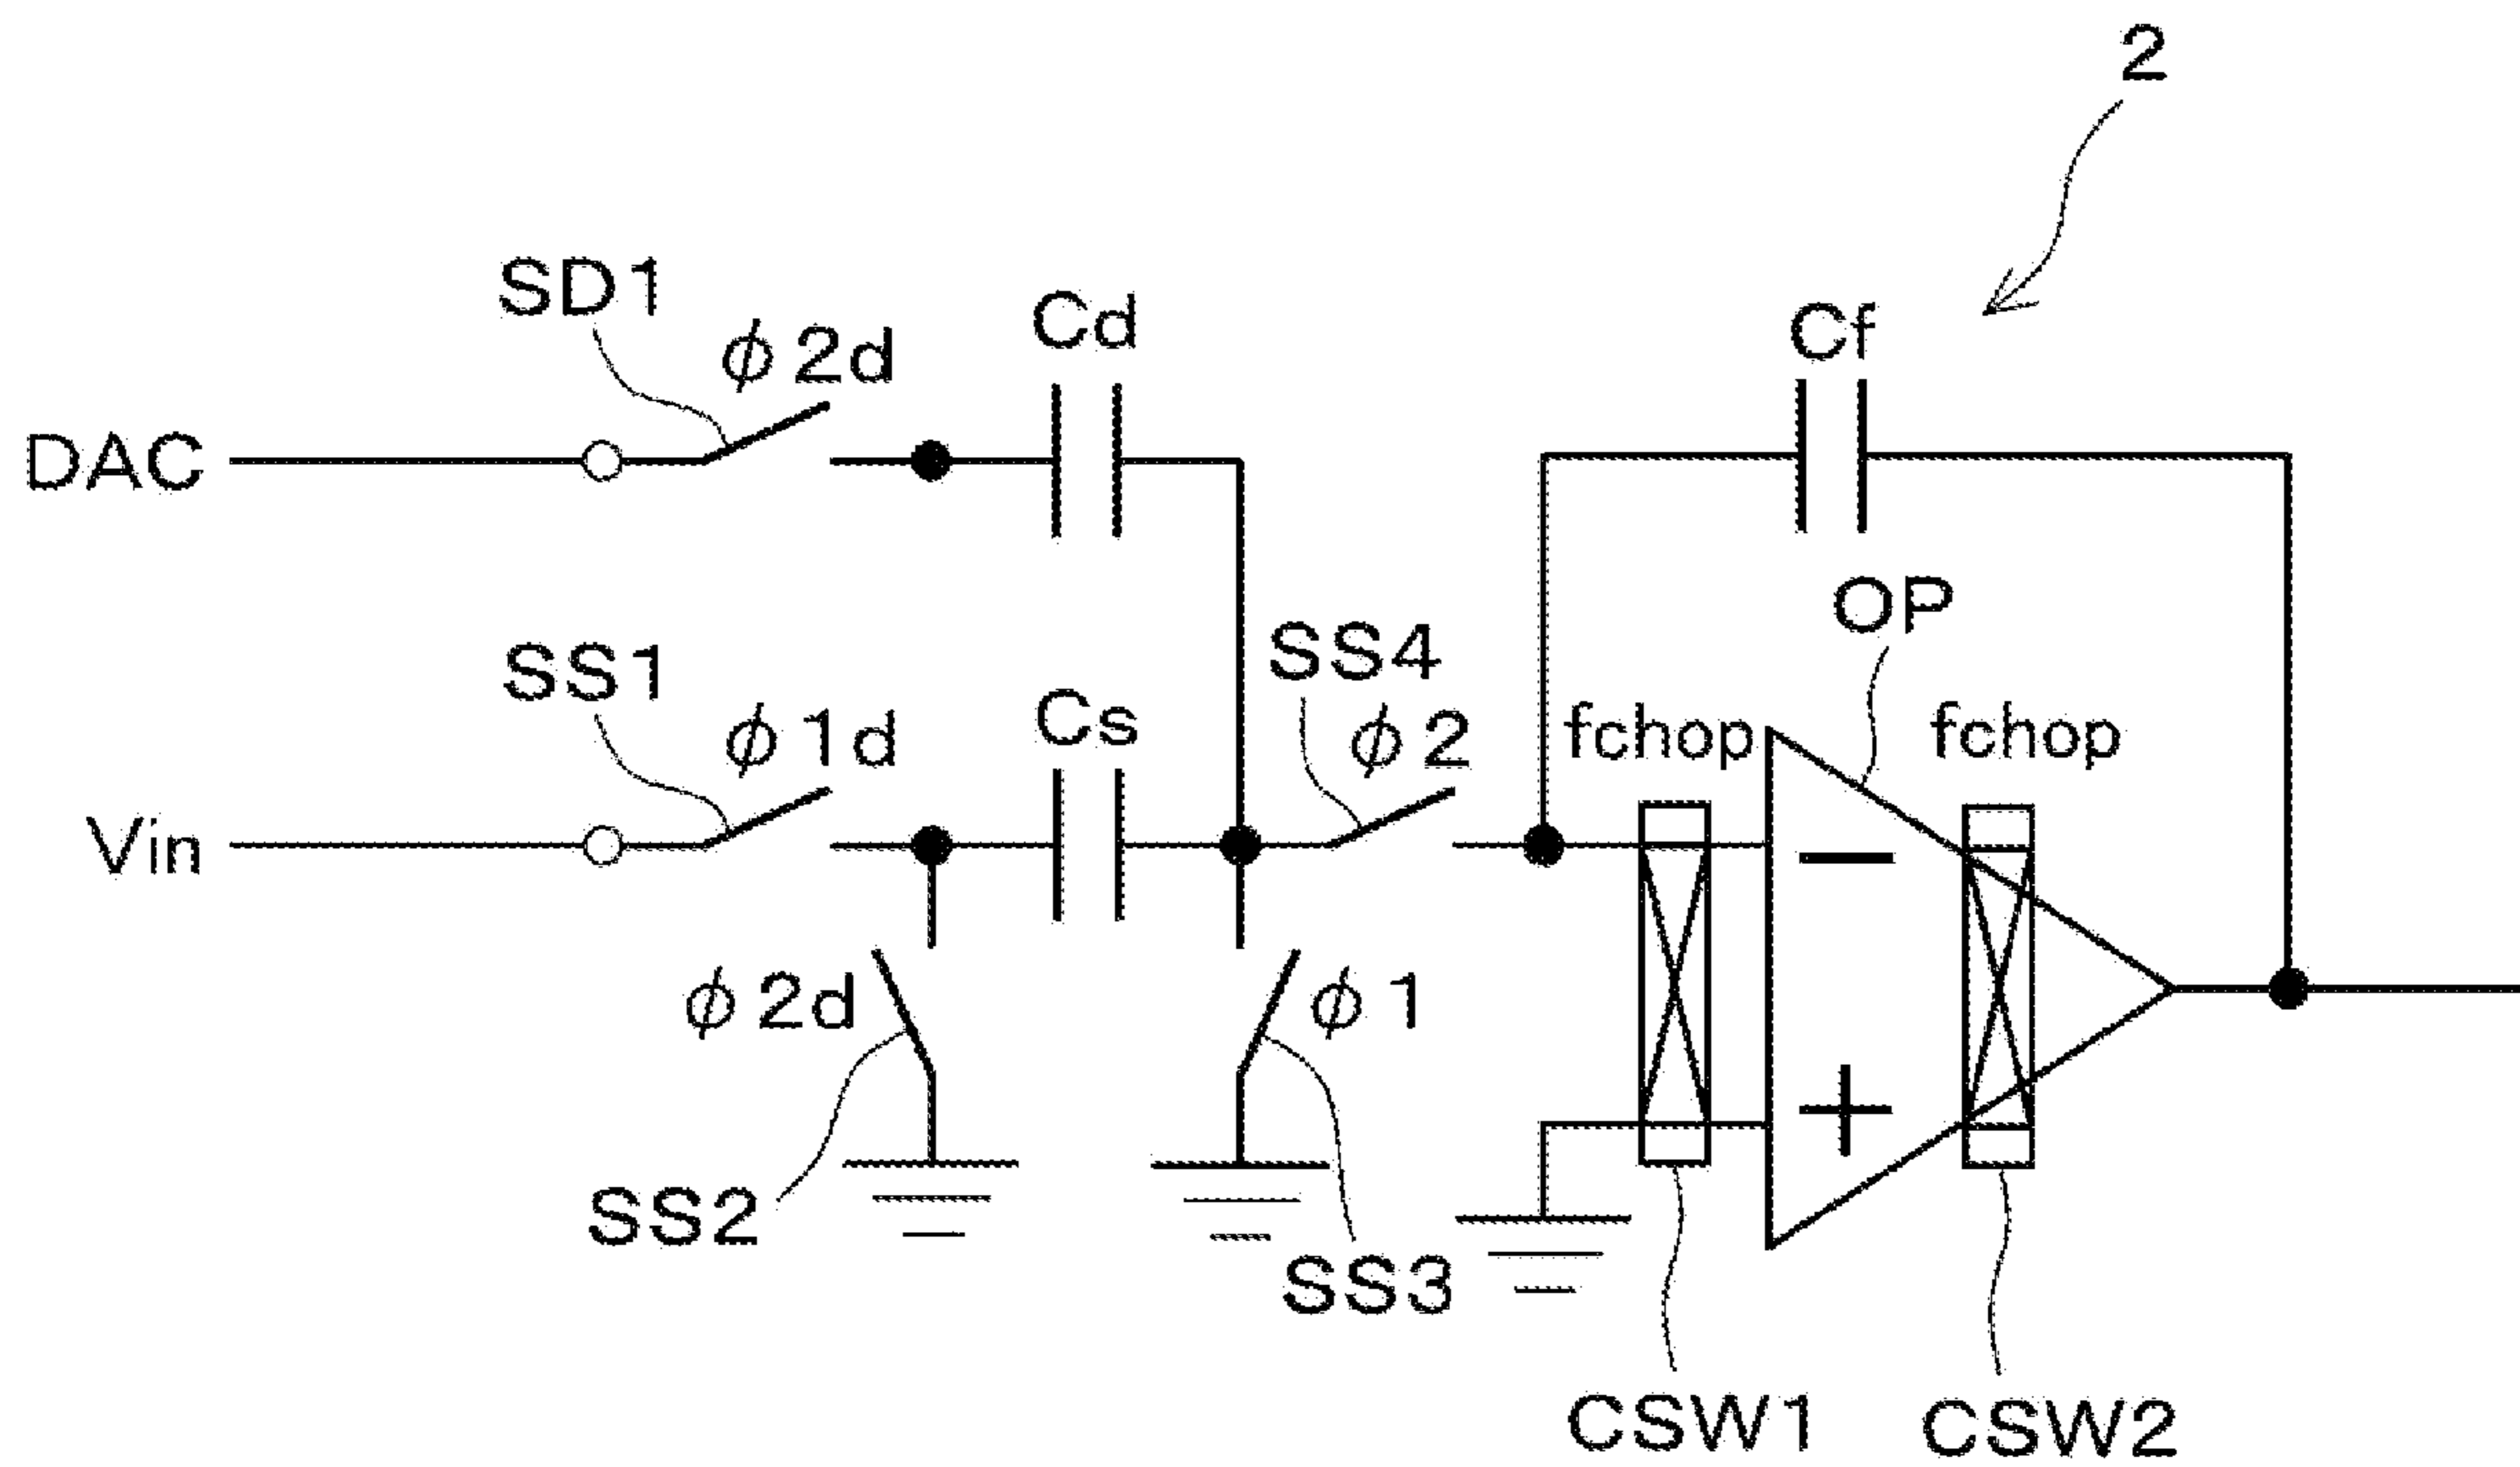 2
SD1
ϕ2d
Cd
Cf
DAC
OP
SS1
ϕ1d
Cs
SS4
ϕ2
fchop
fchop
Vin
−
ϕ2d
ϕ1
+
SS2
SS3
CSW1
CSW2